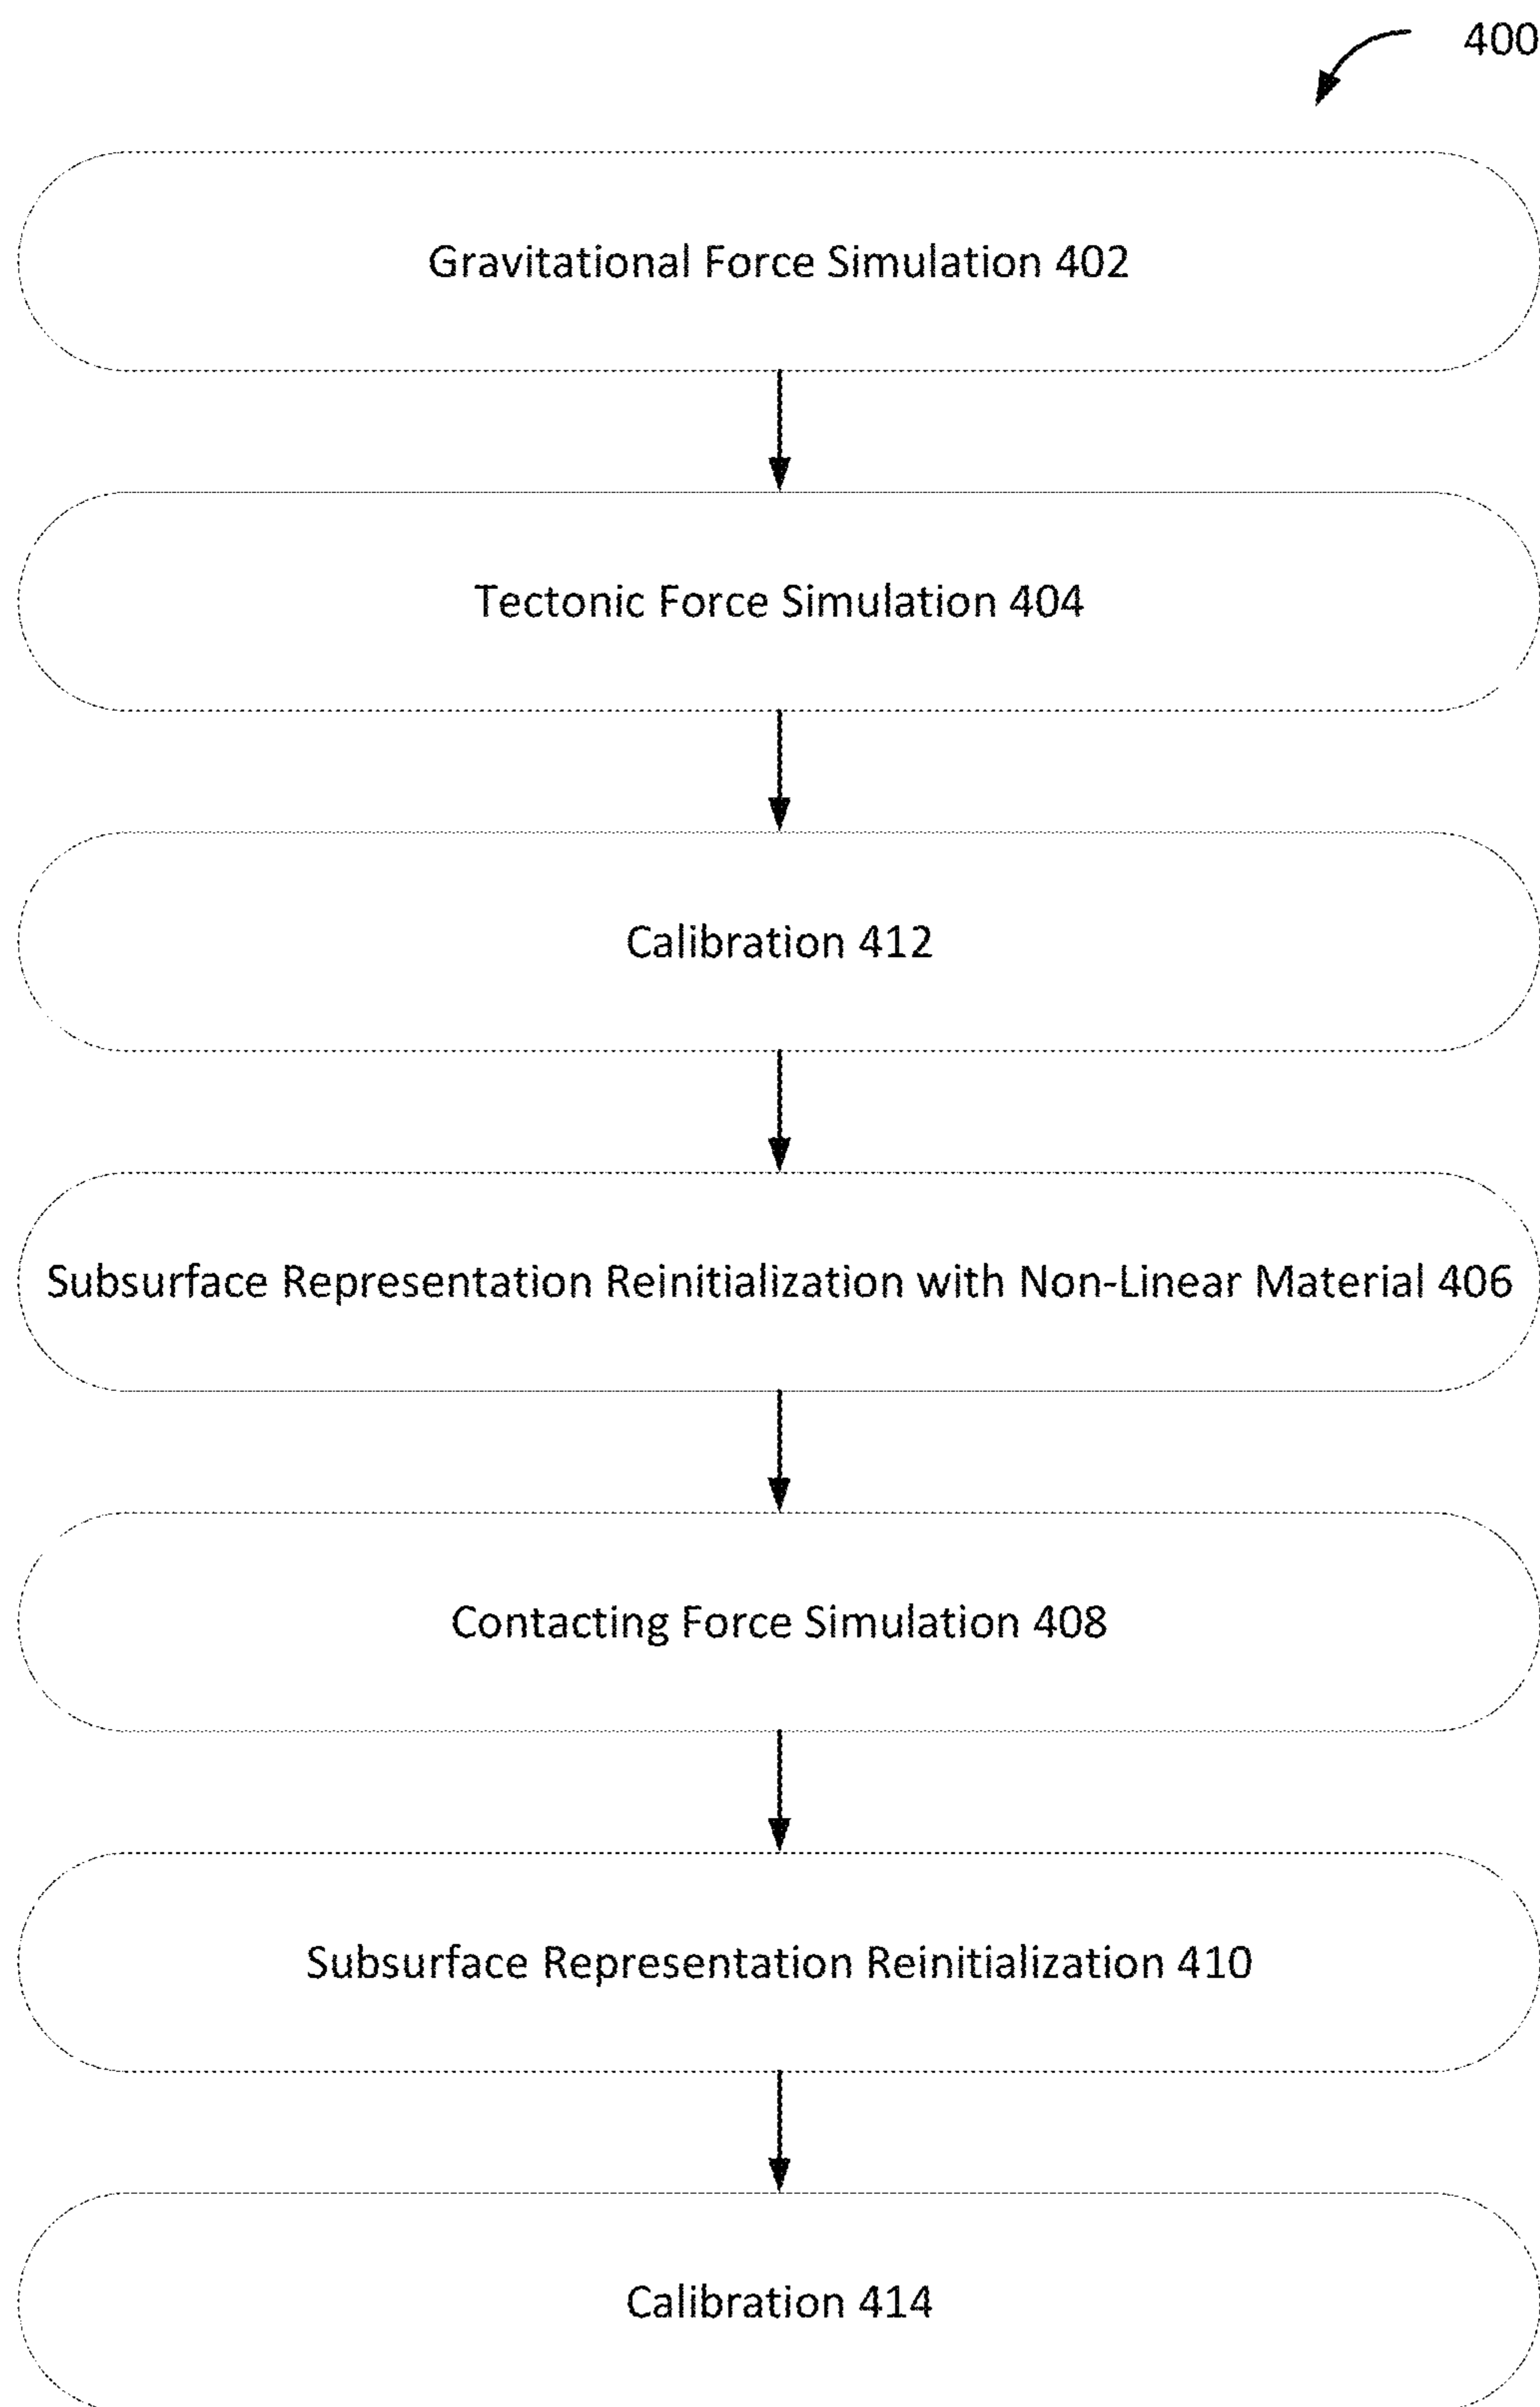 400
Gravitational Force Simulation 402
Tectonic Force Simulation 404
Calibration 412
Subsurface Representation Reinitialization with Non-Linear Material 406
Contacting Force Simulation 408
Subsurface Representation Reinitialization 410
Calibration 414